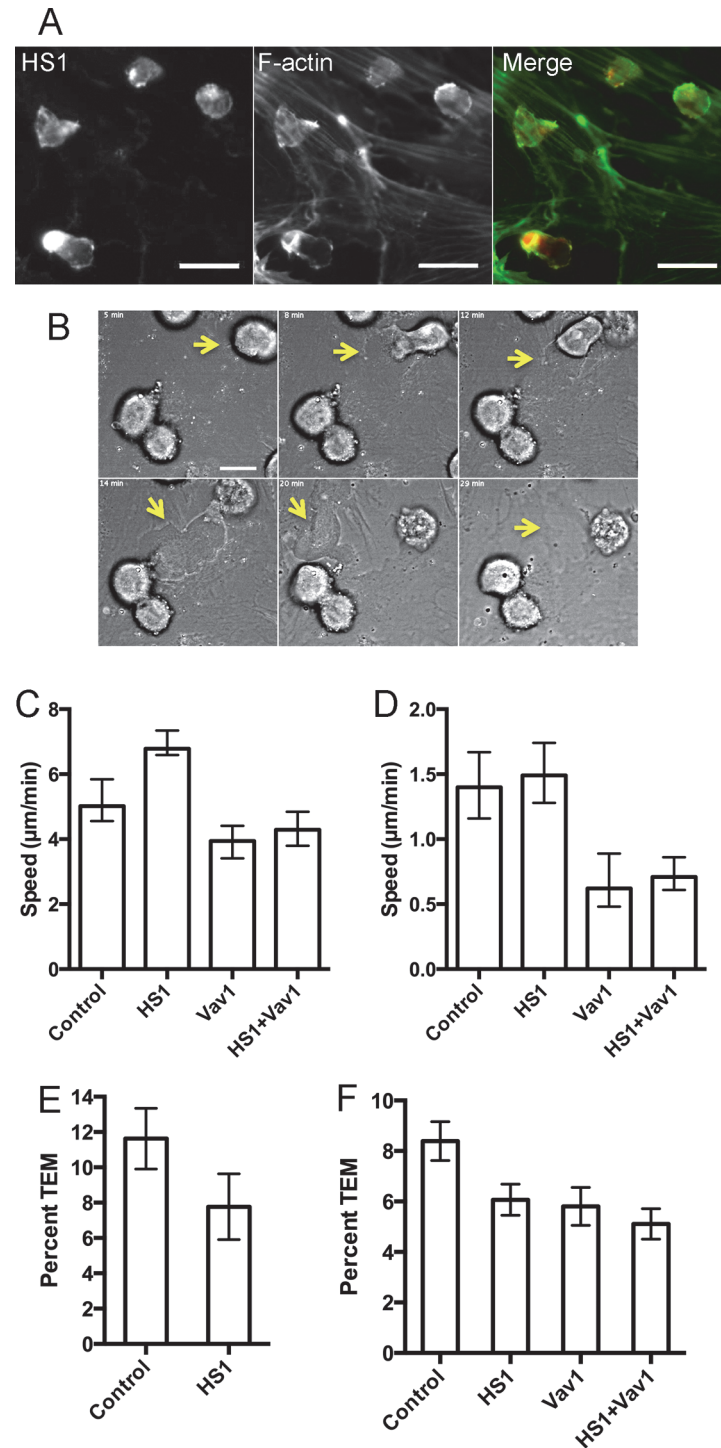 A
HS1
F-actin
Merge
B
5 min
8 min
12 min
14 min
20 min
29 min
C
8
6
4
2
0
Speed (µm/min)
Control
HS1
Vav1
HS1+Vav1
D
2.0
1.5
1.0
0.5
0.0
Speed (µm/min)
Control
HS1
Vav1
HS1+Vav1
E
14
12
10
8
6
4
2
0
Percent TEM
Control
HS1
F
10
8
6
4
2
0
Percent TEM
Control
HS1
Vav1
HS1+Vav1